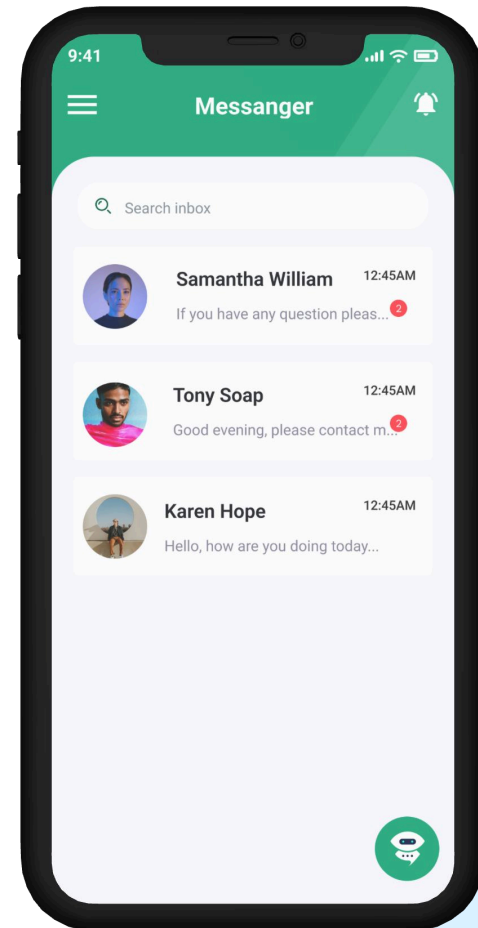 9:41
Messanger
Search inbox
Samantha William 12:45AM
If you have any question pleas... 2
Tony Soap 12:45AM
Good evening, please contact m... 2
Karen Hope 12:45AM
Hello, how are you doing today...